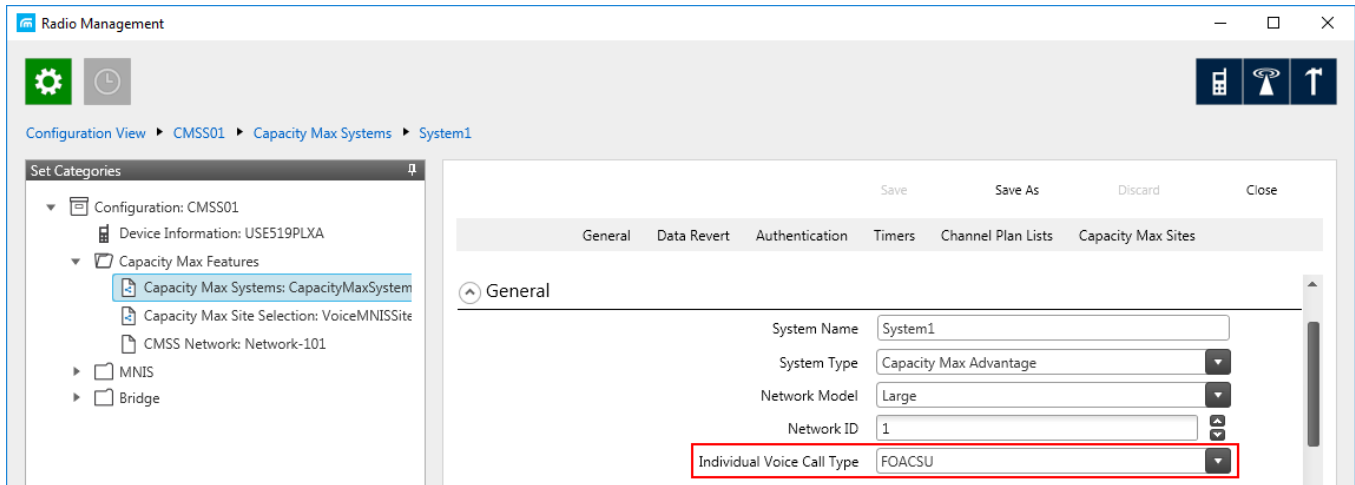 Radio Management
Configuration View ▶ CMSS01 ▶ Capacity Max Systems ▶ System1
Set Categories
Configuration: CMSS01
Device Information: USE519PLXA
Capacity Max Features
Capacity Max Systems: CapacityMaxSystem
Capacity Max Site Selection: VoiceMNISSite
CMSS Network: Network-101
MNIS
Bridge
Save Save As Discard Close
General Data Revert Authentication Timers Channel Plan Lists Capacity Max Sites
General
System Name System1
System Type Capacity Max Advantage
Network Model Large
Network ID 1
Individual Voice Call Type FOACSU